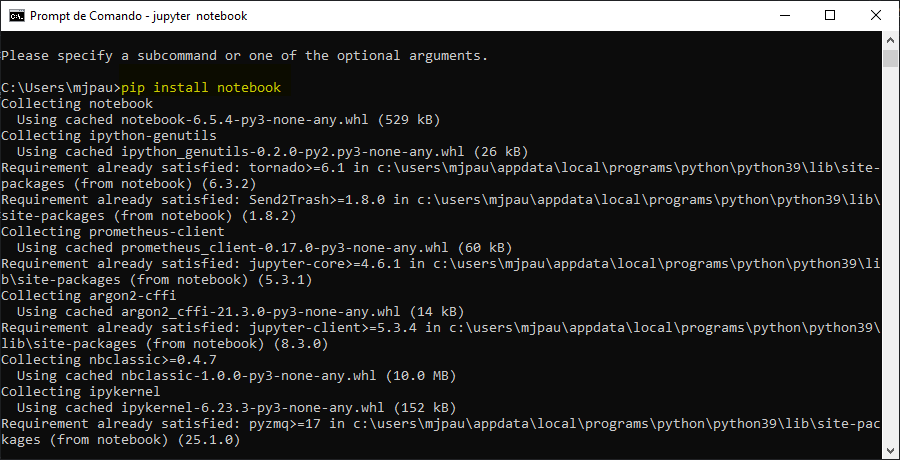 Prompt de Comando - jupyter notebook
Please specify a subcommand or one of the optional arguments.
C:\Users\mjpau>pip install notebook
Collecting notebook
  Using cached notebook-6.5.4-py3-none-any.whl (529 kB)
Collecting ipython-genutils
  Using cached ipython_genutils-0.2.0-py2.py3-none-any.whl (26 kB)
Requirement already satisfied: tornado>=6.1 in c:\users\mjpau\appdata\local\programs\python\python39\lib\site-
packages (from notebook) (6.3.2)
Requirement already satisfied: Send2Trash>=1.8.0 in c:\users\mjpau\appdata\local\programs\python\python39\lib\
site-packages (from notebook) (1.8.2)
Collecting prometheus-client
  Using cached prometheus_client-0.17.0-py3-none-any.whl (60 kB)
Requirement already satisfied: jupyter-core>=4.6.1 in c:\users\mjpau\appdata\local\programs\python\python39\li
b\site-packages (from notebook) (5.3.1)
Collecting argon2-cffi
  Using cached argon2_cffi-21.3.0-py3-none-any.whl (14 kB)
Requirement already satisfied: jupyter-client>=5.3.4 in c:\users\mjpau\appdata\local\programs\python\python39\
lib\site-packages (from notebook) (8.3.0)
Collecting nbclassic>=0.4.7
  Using cached nbclassic-1.0.0-py3-none-any.whl (10.0 MB)
Collecting ipykernel
  Using cached ipykernel-6.23.3-py3-none-any.whl (152 kB)
Requirement already satisfied: pyzmq>=17 in c:\users\mjpau\appdata\local\programs\python\python39\lib\site-pac
kages (from notebook) (25.1.0)